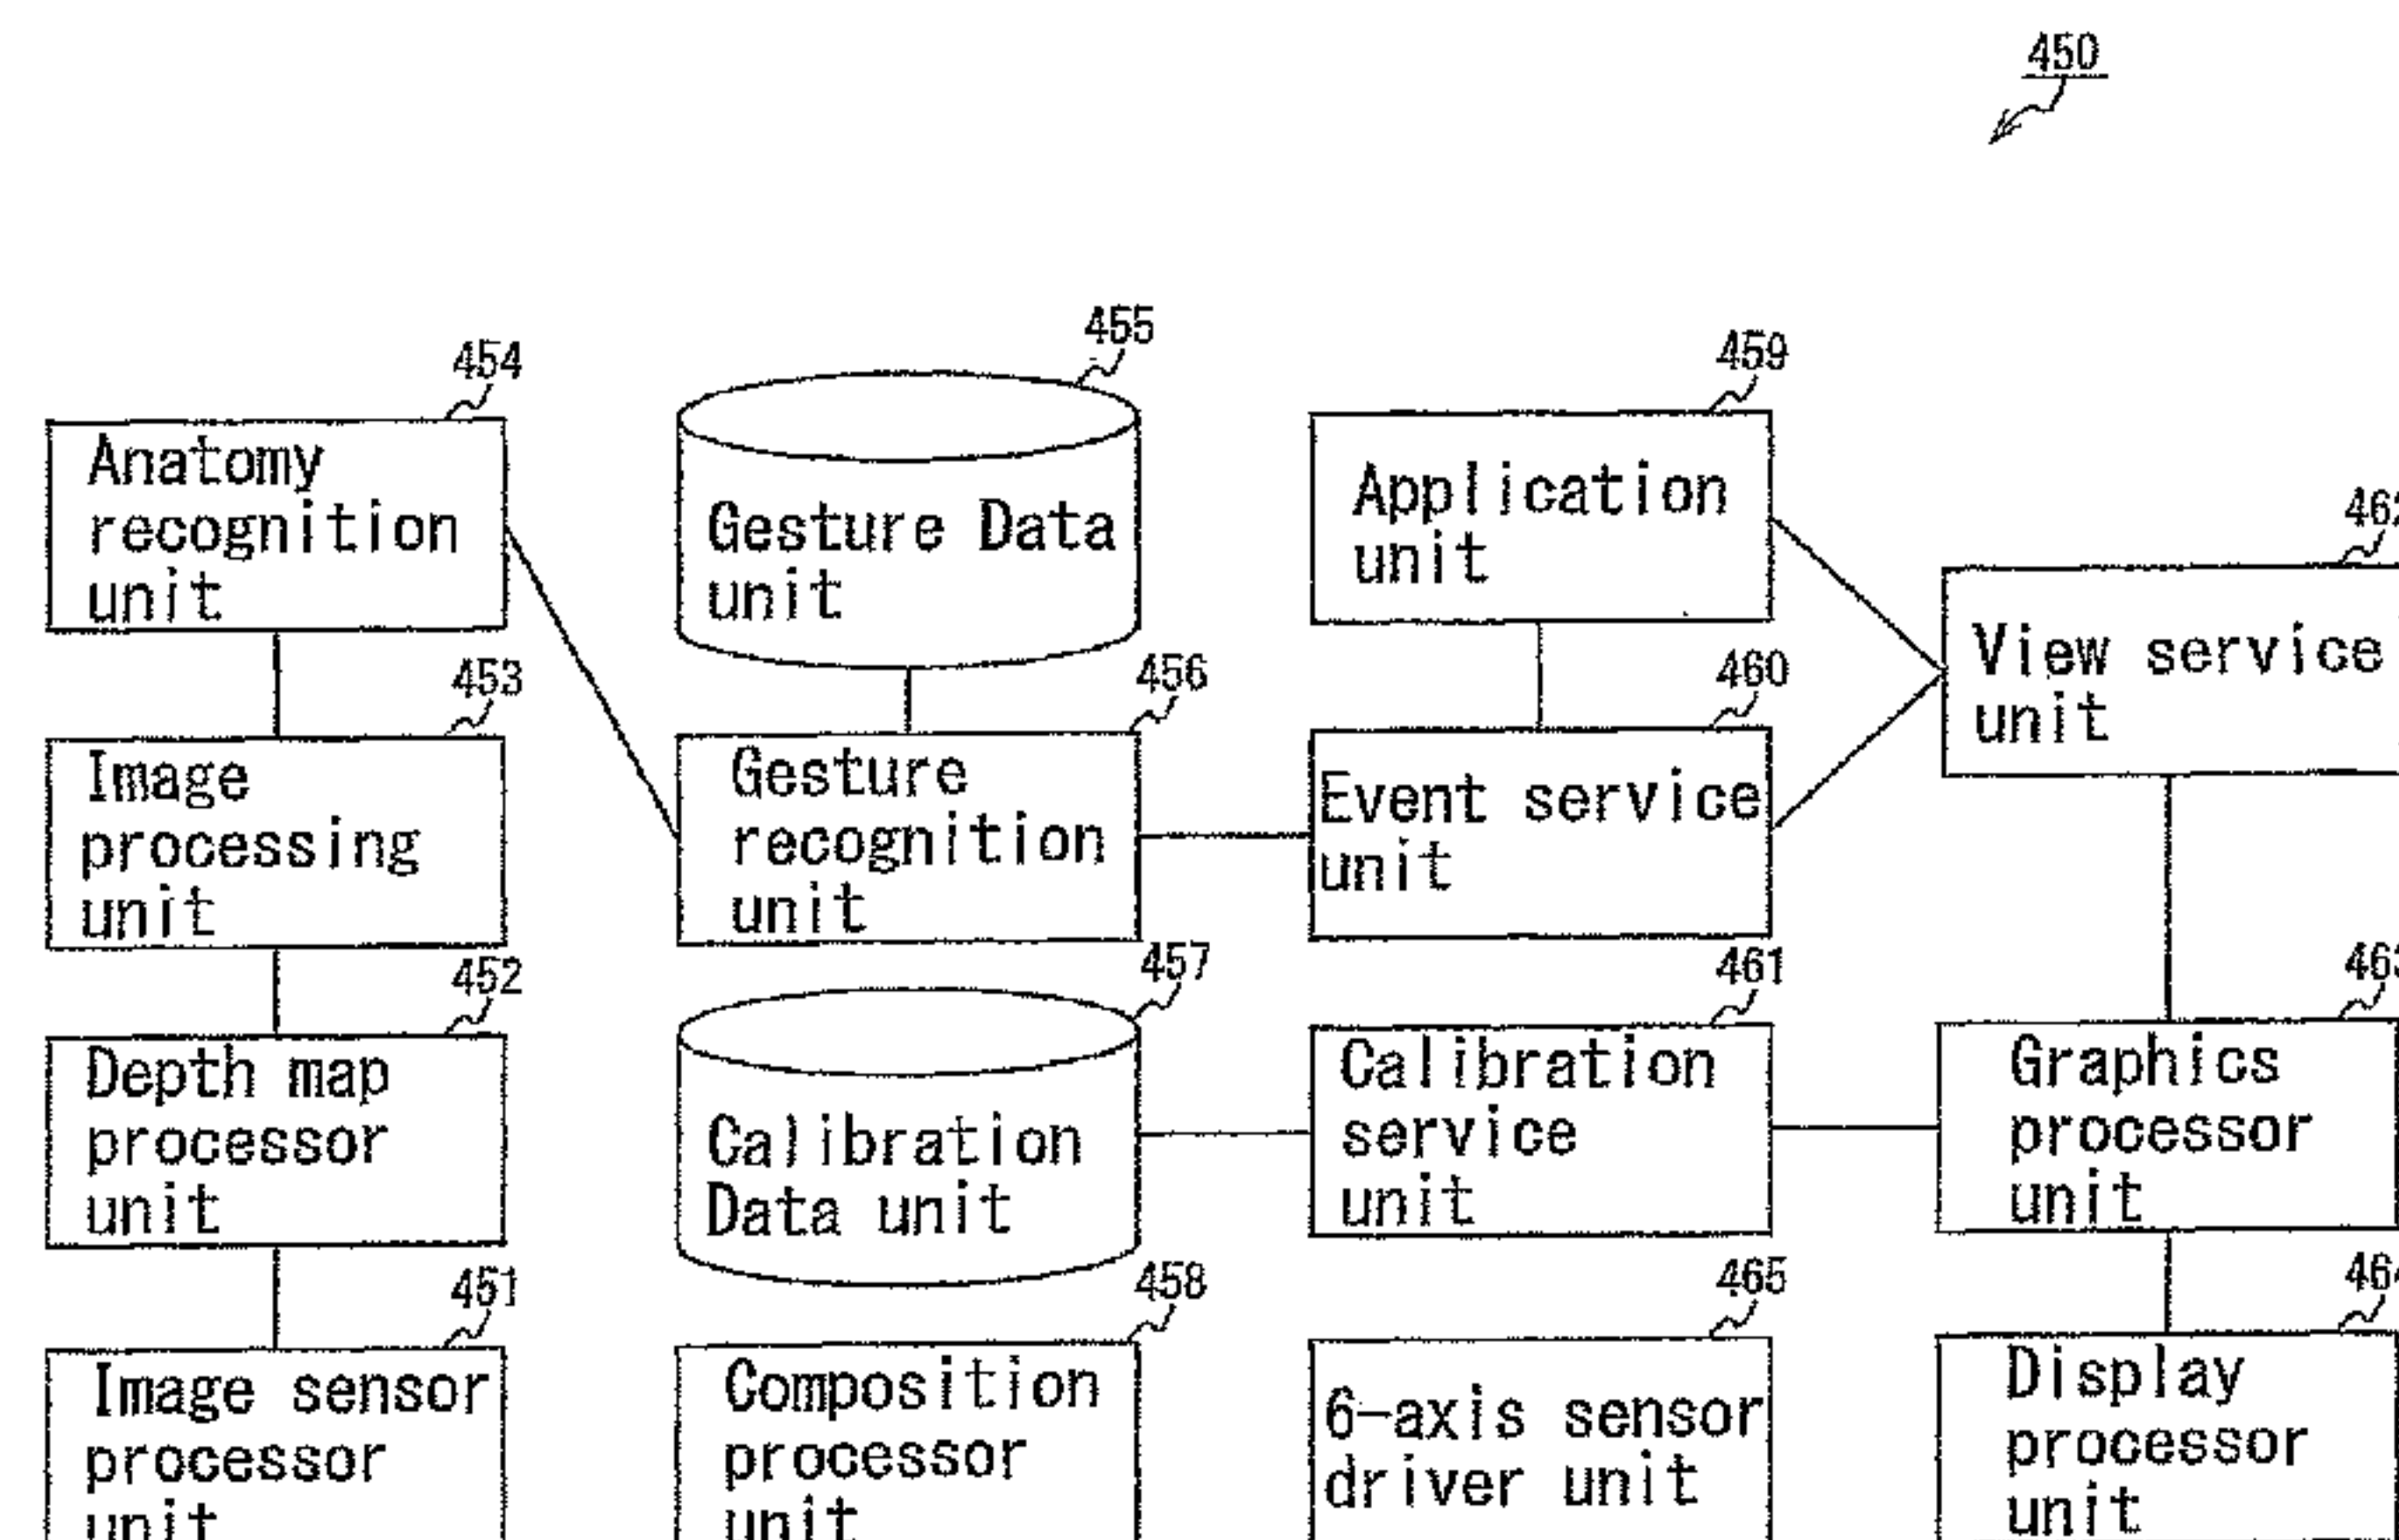 450
454
Anatomy
recognition
unit
453
Image
processing
unit
452
Depth map
processor
unit
451
Image sensor
processor
unit
455
Gesture Data
unit
456
Gesture
recognition
unit
457
Calibration
Data unit
458
Composition
processor
unit
459
Application
unit
460
Event service
unit
461
Calibration
service
unit
465
6-axis sensor
driver unit
462
View service
unit
463
Graphics
processor
unit
464
Display
processor
unit